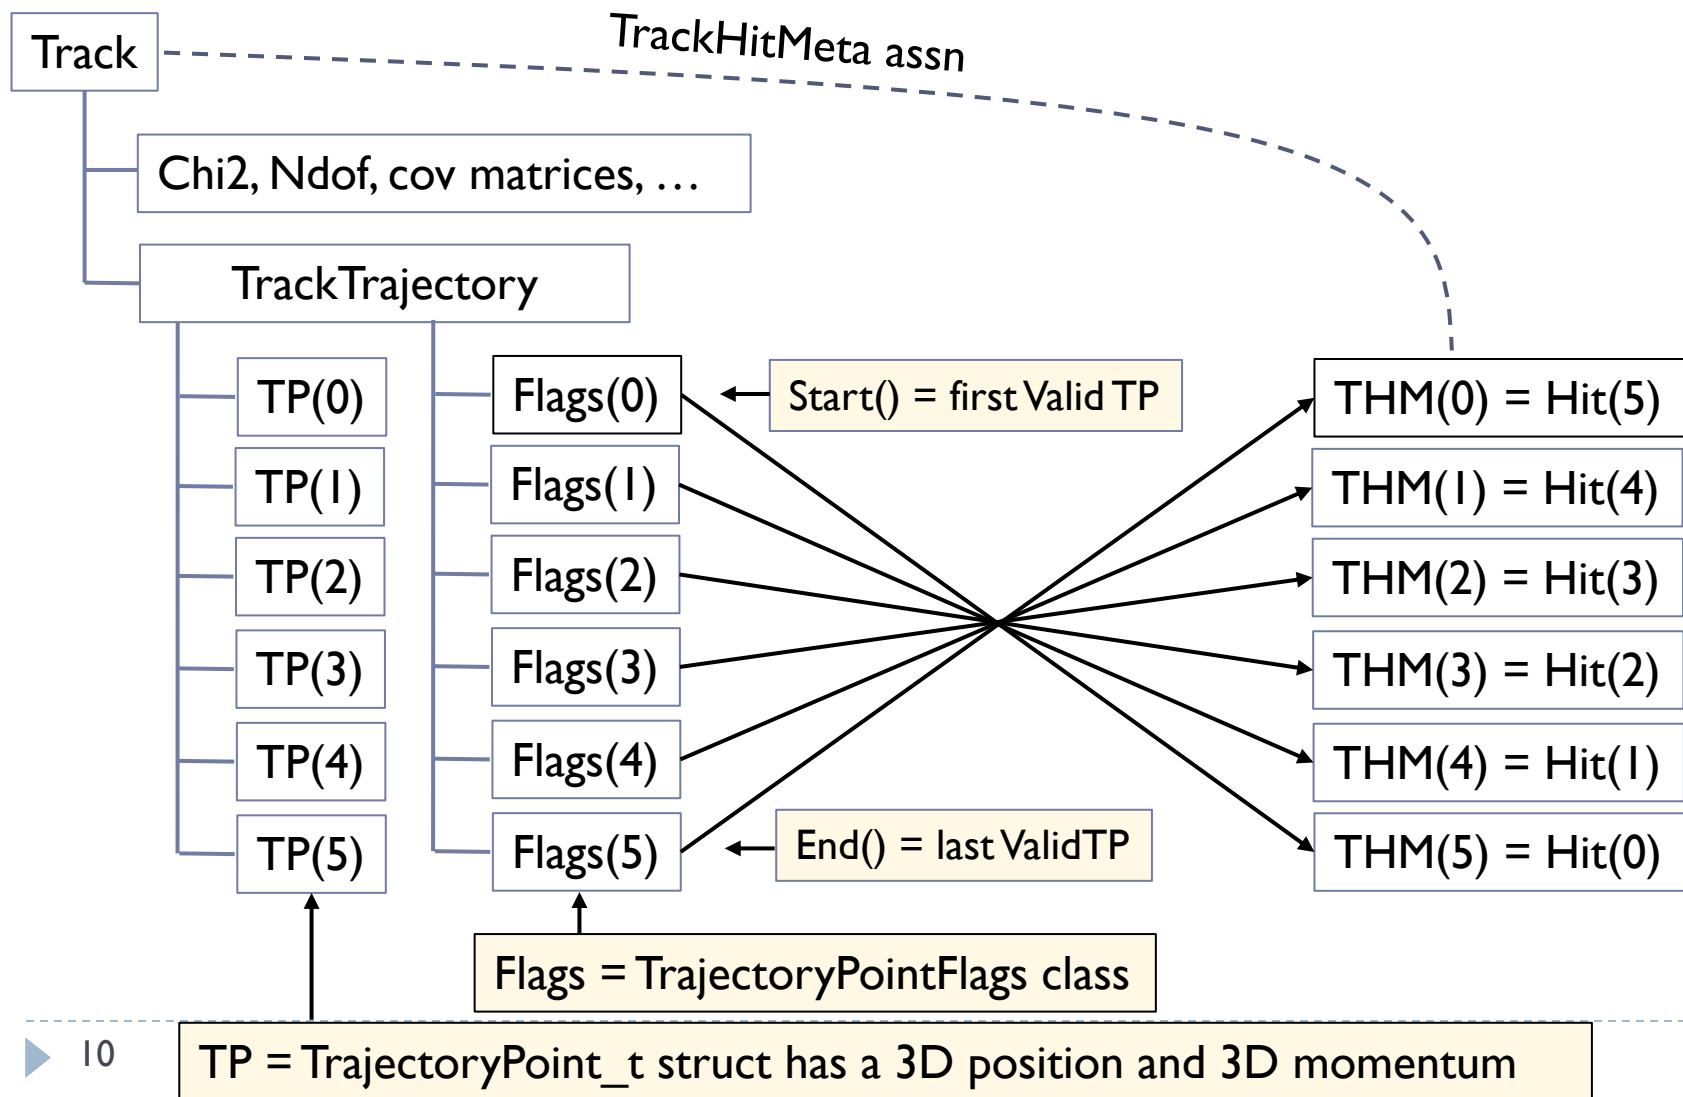 Track
TrackHitMeta assn
Chi2, Ndof, cov matrices, …
TrackTrajectory
TP(0)
Flags(0)
Start() = first Valid TP
THM(0) = Hit(5)
TP(1)
Flags(1)
THM(1) = Hit(4)
TP(2)
Flags(2)
THM(2) = Hit(3)
TP(3)
Flags(3)
THM(3) = Hit(2)
TP(4)
Flags(4)
THM(4) = Hit(1)
TP(5)
Flags(5)
End() = last ValidTP
THM(5) = Hit(0)
Flags = TrajectoryPointFlags class
10
TP = TrajectoryPoint_t struct has a 3D position and 3D momentum